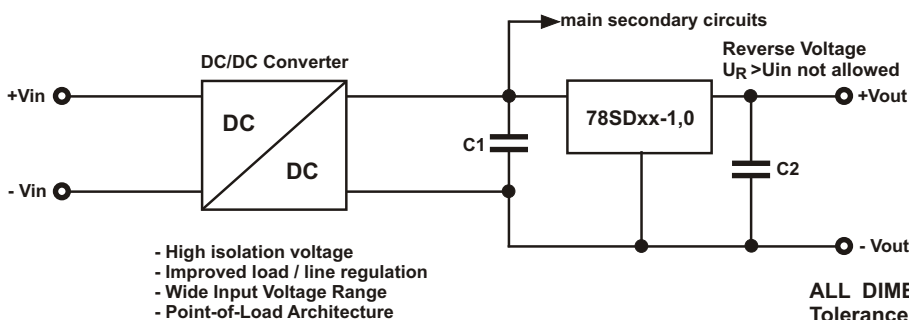 main secondary circuits
DC/DC Converter
Reverse Voltage
UR >Uin not allowed
+Vin
+Vout
DC
78SDxx-1,0
C1
DC
C2
- Vin
- Vout
- High isolation voltage
- Improved load / line regulation
- Wide Input Voltage Range
- Point-of-Load Architecture
ALL DIME
Tolerance